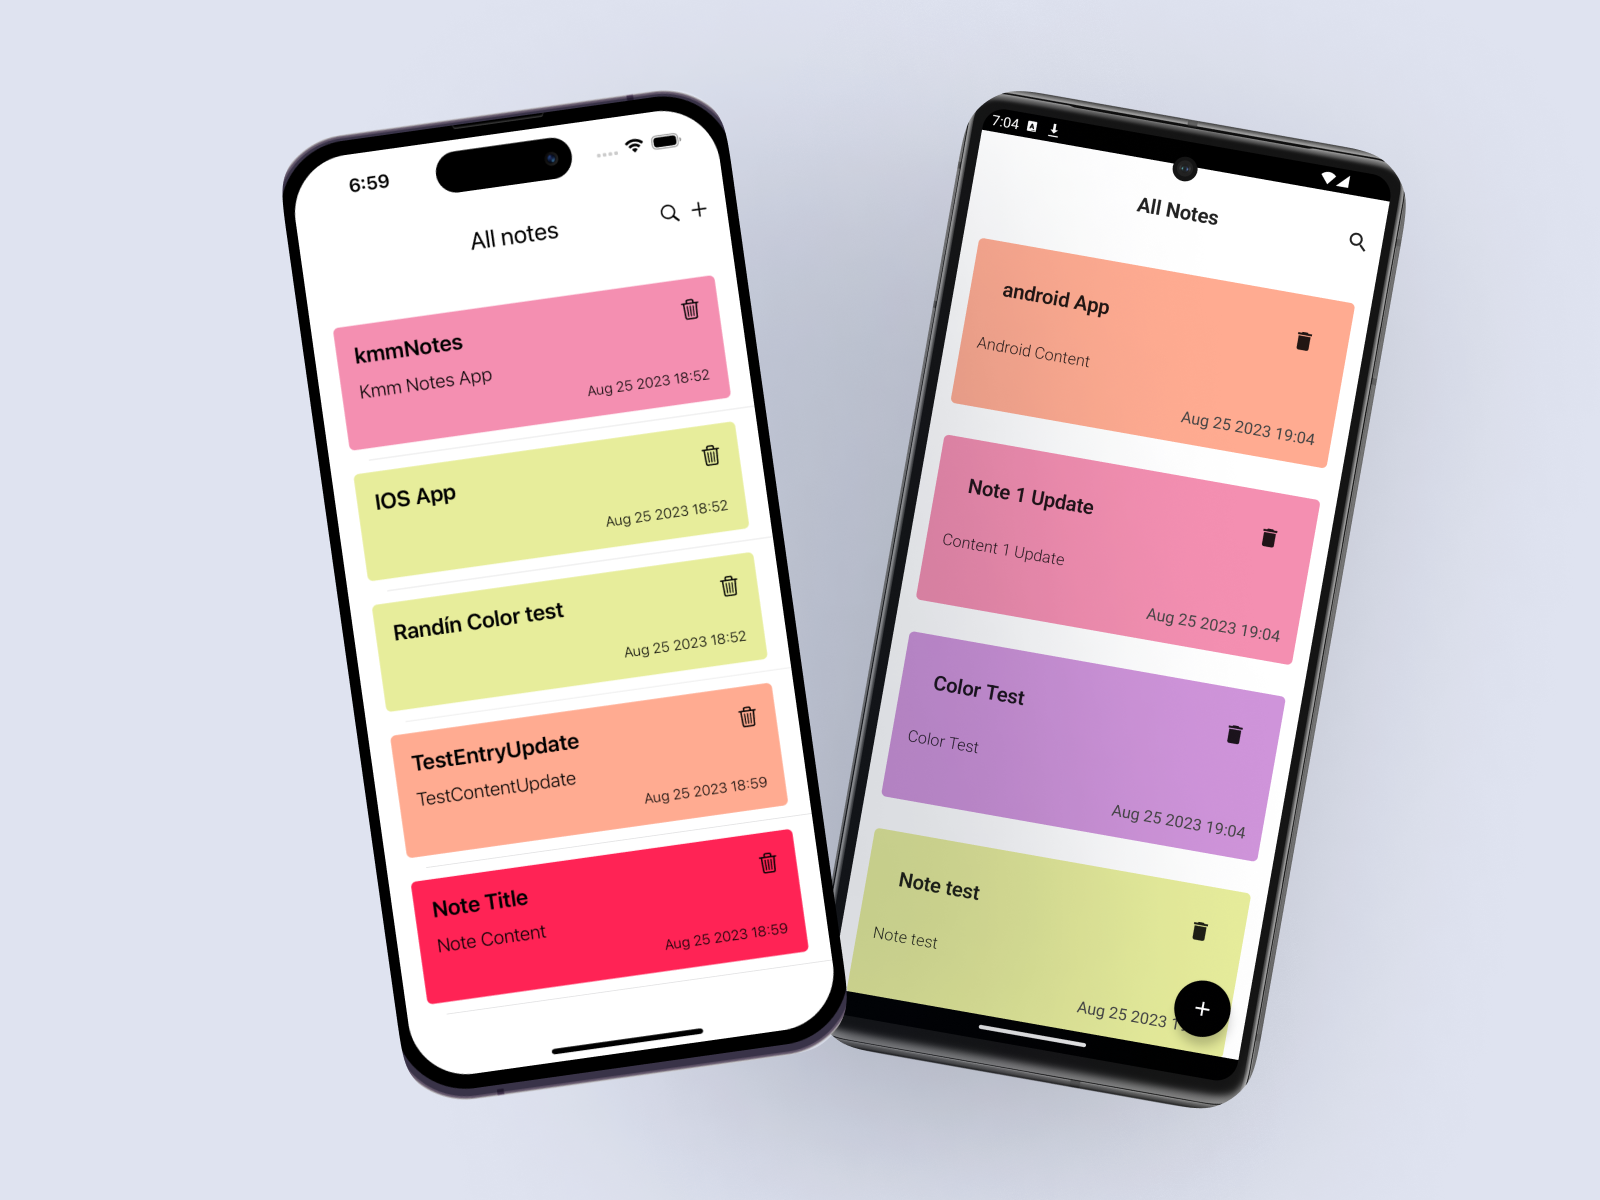 6:59
All notes
kmmNotes
Kmm Notes App
Aug 25 2023 18:52
IOS App
Aug 25 2023 18:52
Randín Color test
Aug 25 2023 18:52
TestEntryUpdate
TestContentUpdate
Aug 25 2023 18:59
Note Title
Note Content
Aug 25 2023 18:59
7:04
All Notes
android App
Android Content
Aug 25 2023 19:04
Note 1 Update
Content 1 Update
Aug 25 2023 19:04
Color Test
Color Test
Aug 25 2023 19:04
Note test
Note test
Aug 25 2023